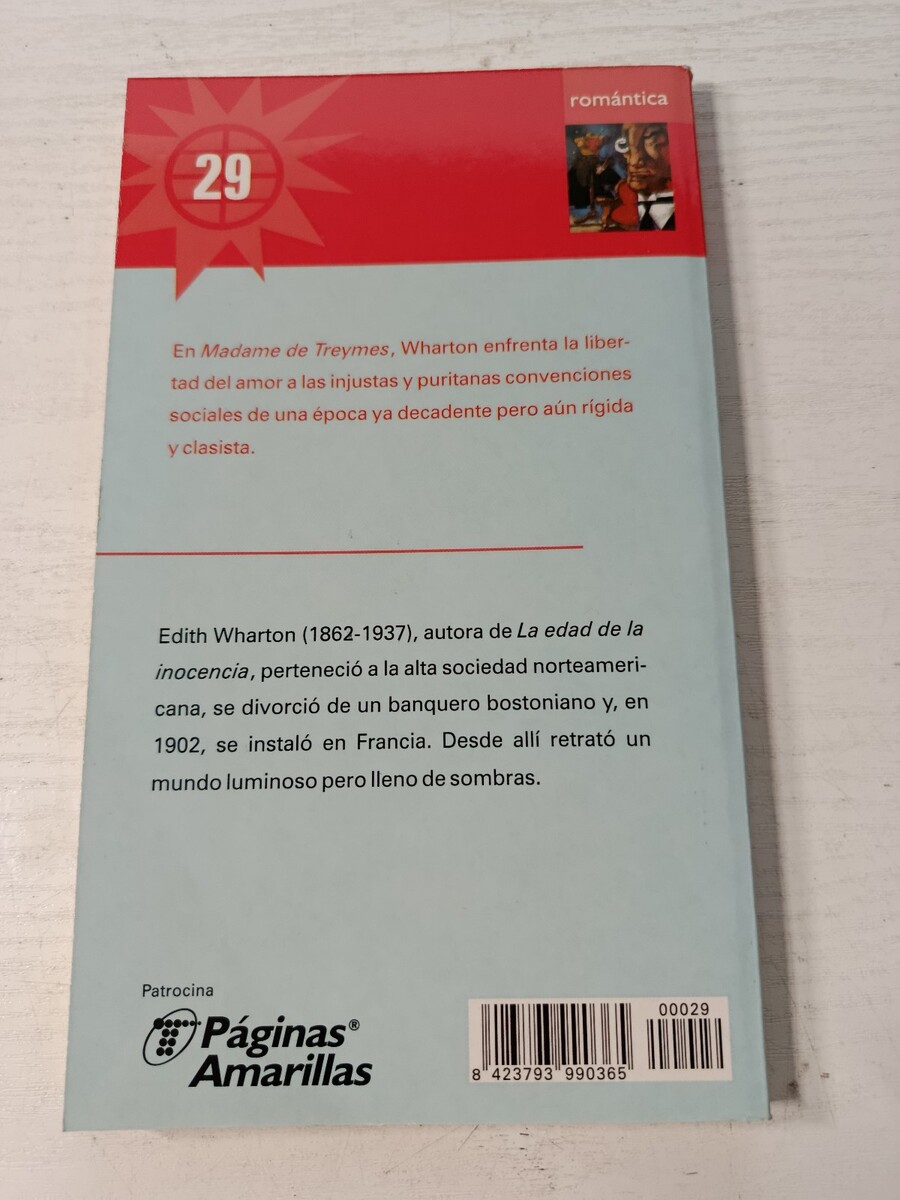 romántica
29
En Madame de Treymes, Wharton enfrenta la liber-
tad del amor a las injustas y puritanas convenciones
sociales de una época ya decadente pero aún rígida
y clasista.
Edith Wharton (1862-1937), autora de La edad de la
inocencia, perteneció a la alta sociedad norteameri-
cana, se divorció de un banquero bostoniano y, en
1902, se instaló en Francia. Desde allí retrató un
mundo luminoso pero lleno de sombras.
Patrocina
Páginas®
Amarillas
00029
8 423793 990365